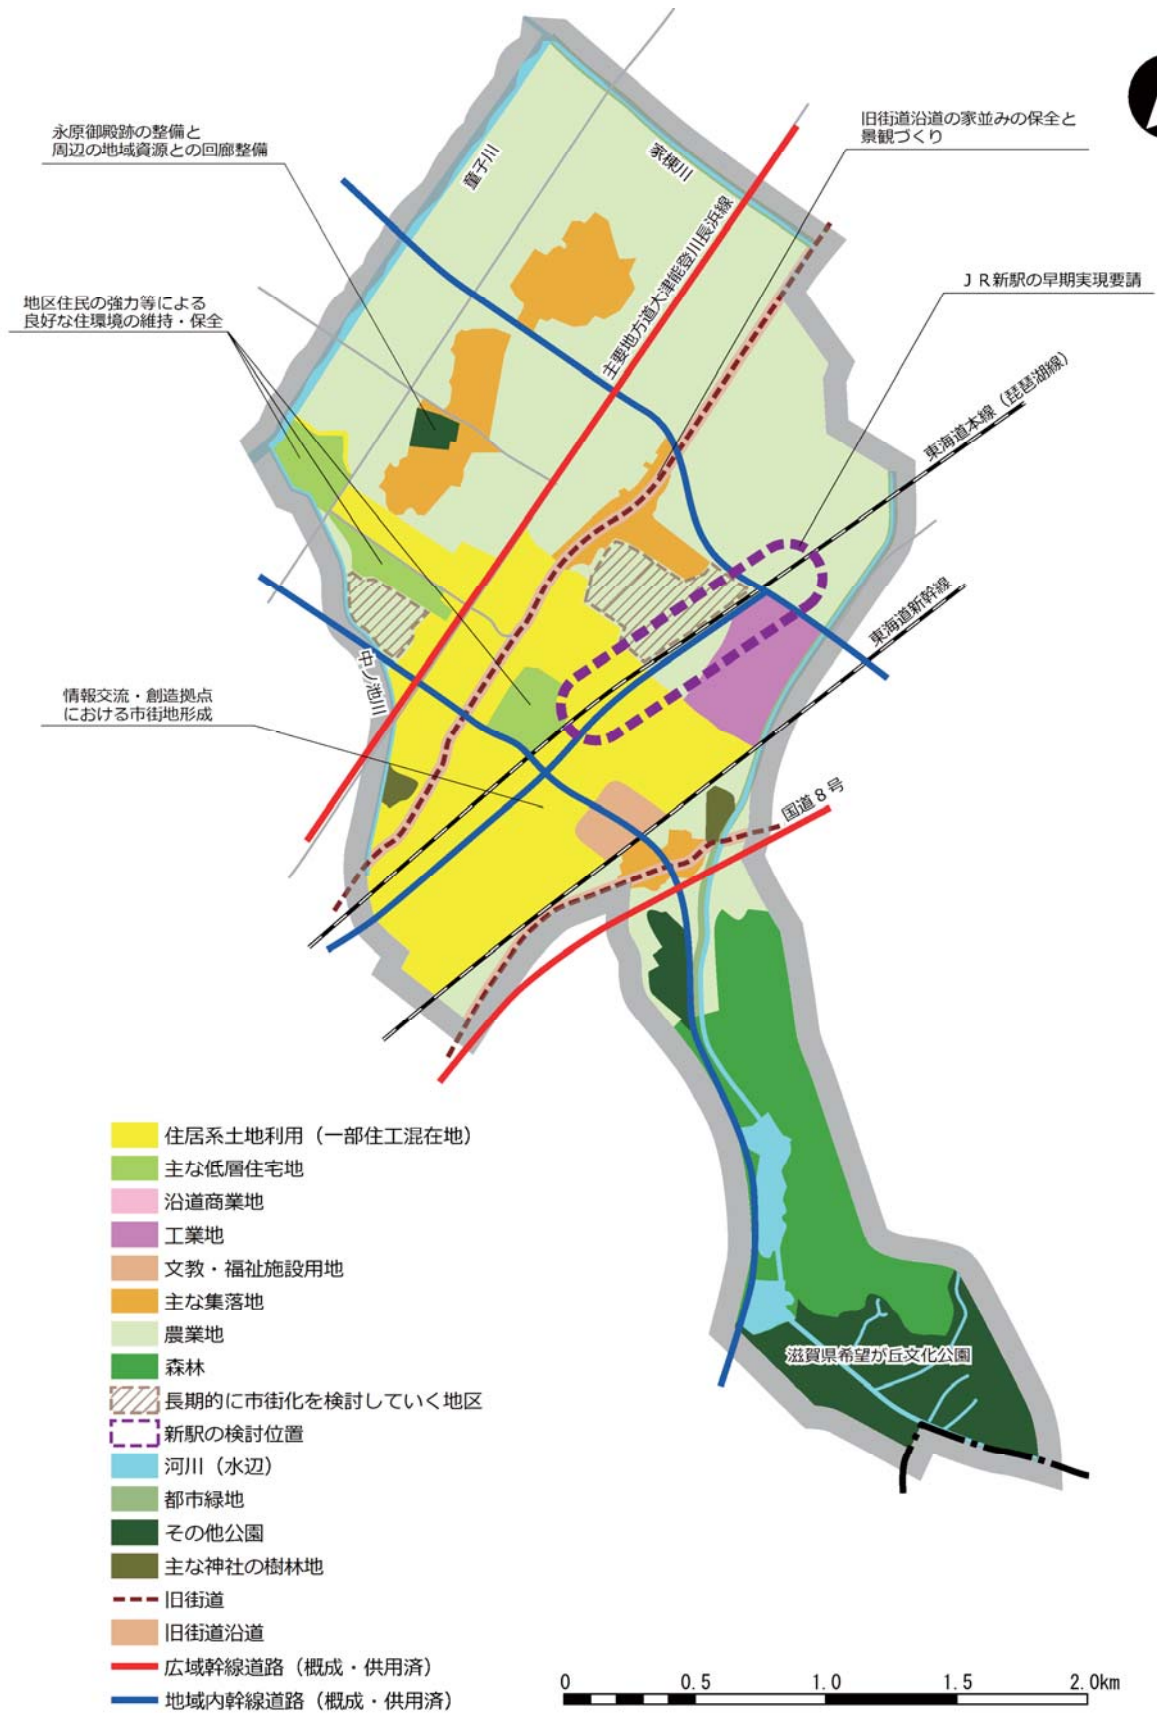 永原御殿跡の整備と
周辺の地域資源との回廊整備
旧街道沿道の家並みの保全と
景観づくり
童子川
家棟川
主要地方道大津能登川長浜線
JR新駅の早期実現要請
地区住民の強力等による
良好な住環境の維持・保全
東海道本線（琵琶湖線）
東海道新幹線
中ノ池川
情報交流・創造拠点
における市街地形成
国道8号
滋賀県希望が丘文化公園
住居系土地利用（一部住工混在地）
主な低層住宅地
沿道商業地
工業地
文教・福祉施設用地
主な集落地
農業地
森林
長期的に市街化を検討していく地区
新駅の検討位置
河川（水辺）
都市緑地
その他公園
主な神社の樹林地
旧街道
旧街道沿道
広域幹線道路（概成・供用済）
地域内幹線道路（概成・供用済）
0 0.5 1.0 1.5 2.0km